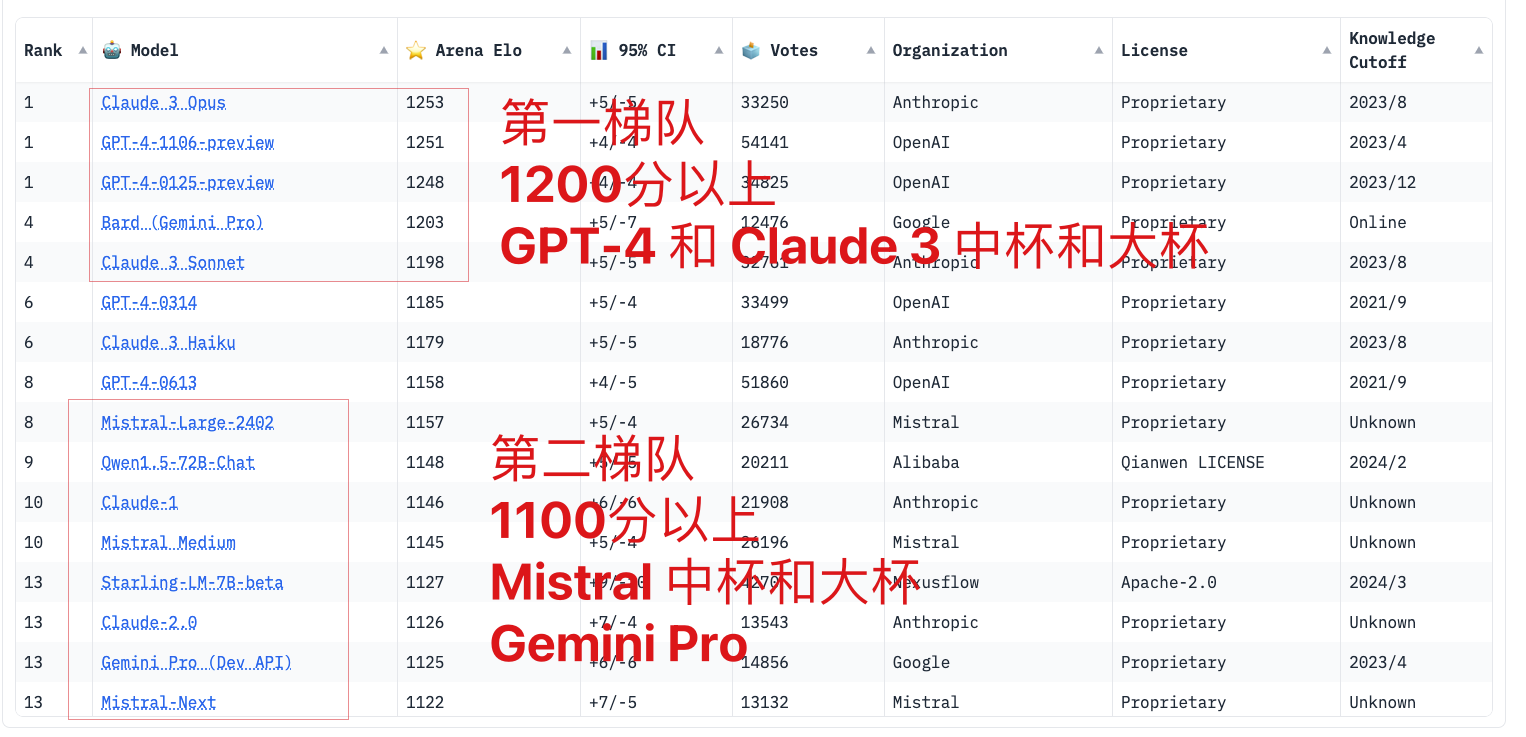 Rank 🤖 Model ⭐ Arena Elo 📊 95% CI 🗳️ Votes Organization License Knowledge Cutoff
1 Claude 3 Opus 1253 +5/-5 33250 Anthropic Proprietary 2023/8
1 GPT-4-1106-preview 1251 +4/-4 54141 OpenAI Proprietary 2023/4
1 GPT-4-0125-preview 1248 34825 OpenAI Proprietary 2023/12
4 Bard (Gemini Pro) 1203 +5/-7 12476 Google Proprietary Online
4 Claude 3 Sonnet 1198 +5/-5 32761 Anthropic Proprietary 2023/8
6 GPT-4-0314 1185 +5/-4 33499 OpenAI Proprietary 2021/9
6 Claude 3 Haiku 1179 +5/-5 18776 Anthropic Proprietary 2023/8
8 GPT-4-0613 1158 +4/-5 51860 OpenAI Proprietary 2021/9
8 Mistral-Large-2402 1157 +5/-4 26734 Mistral Proprietary Unknown
9 Qwen1.5-72B-Chat 1148 20211 Alibaba Qianwen LICENSE 2024/2
10 Claude-1 1146 +6/-6 21908 Anthropic Proprietary Unknown
10 Mistral Medium 1145 +5/-4 26196 Mistral Proprietary Unknown
13 Starling-LM-7B-beta 1127 Nexusflow Apache-2.0 2024/3
13 Claude-2.0 1126 +7/-4 13543 Anthropic Proprietary Unknown
13 Gemini Pro (Dev API) 1125 +6/-6 14856 Google Proprietary 2023/4
13 Mistral-Next 1122 +7/-5 13132 Mistral Proprietary Unknown
第一梯队
1200分以上
GPT-4 和 Claude 3 中杯和大杯
第二梯队
1100分以上
Mistral 中杯和大杯
Gemini Pro